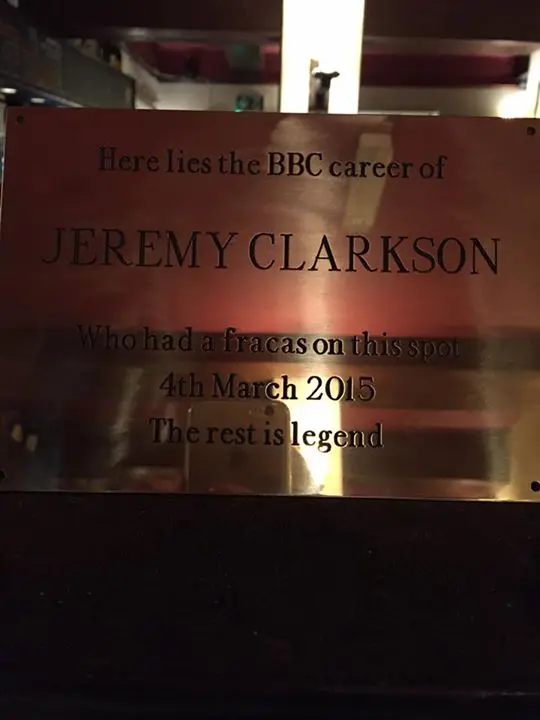 Here lies the BBC career of
JEREMY CLARKSON
Who had a fracas on this spot
4th March 2015
The rest is legend